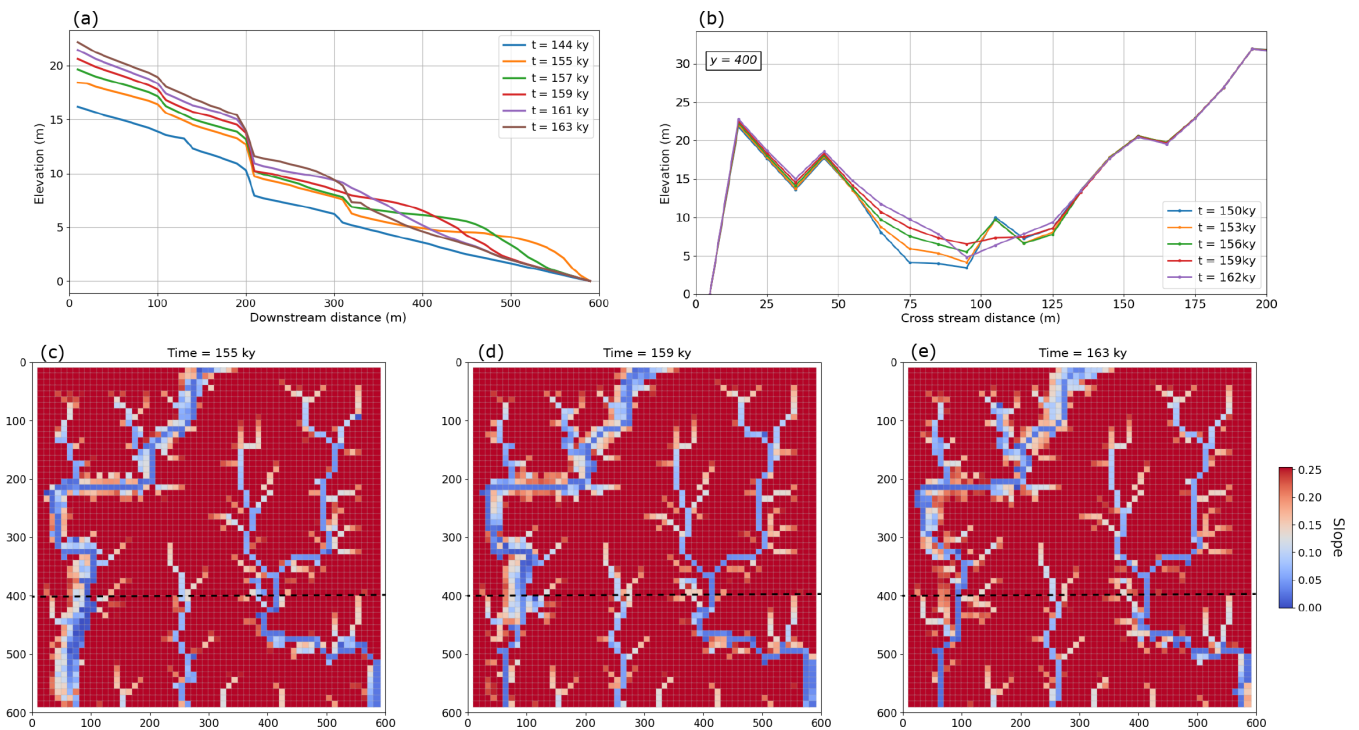 (a)
t = 144 ky
t = 155 ky
t = 157 ky
t = 159 ky
t = 161 ky
t = 163 ky
Elevation (m)
20
15
10
5
0
0 100 200 300 400 500 600
Downstream distance (m)
(b)
y = 400
t = 150ky
t = 153ky
t = 156ky
t = 159ky
t = 162ky
Elevation (m)
30
25
20
15
10
5
0
0 25 50 75 100 125 150 175 200
Cross stream distance (m)
(c)
Time = 155 ky
0
100
200
300
400
500
600
0 100 200 300 400 500 600
(d)
Time = 159 ky
0
100
200
300
400
500
600
0 100 200 300 400 500 600
(e)
Time = 163 ky
0
100
200
300
400
500
600
0 100 200 300 400 500 600
0.25
0.20
0.15
0.10
0.05
0.00
Slope